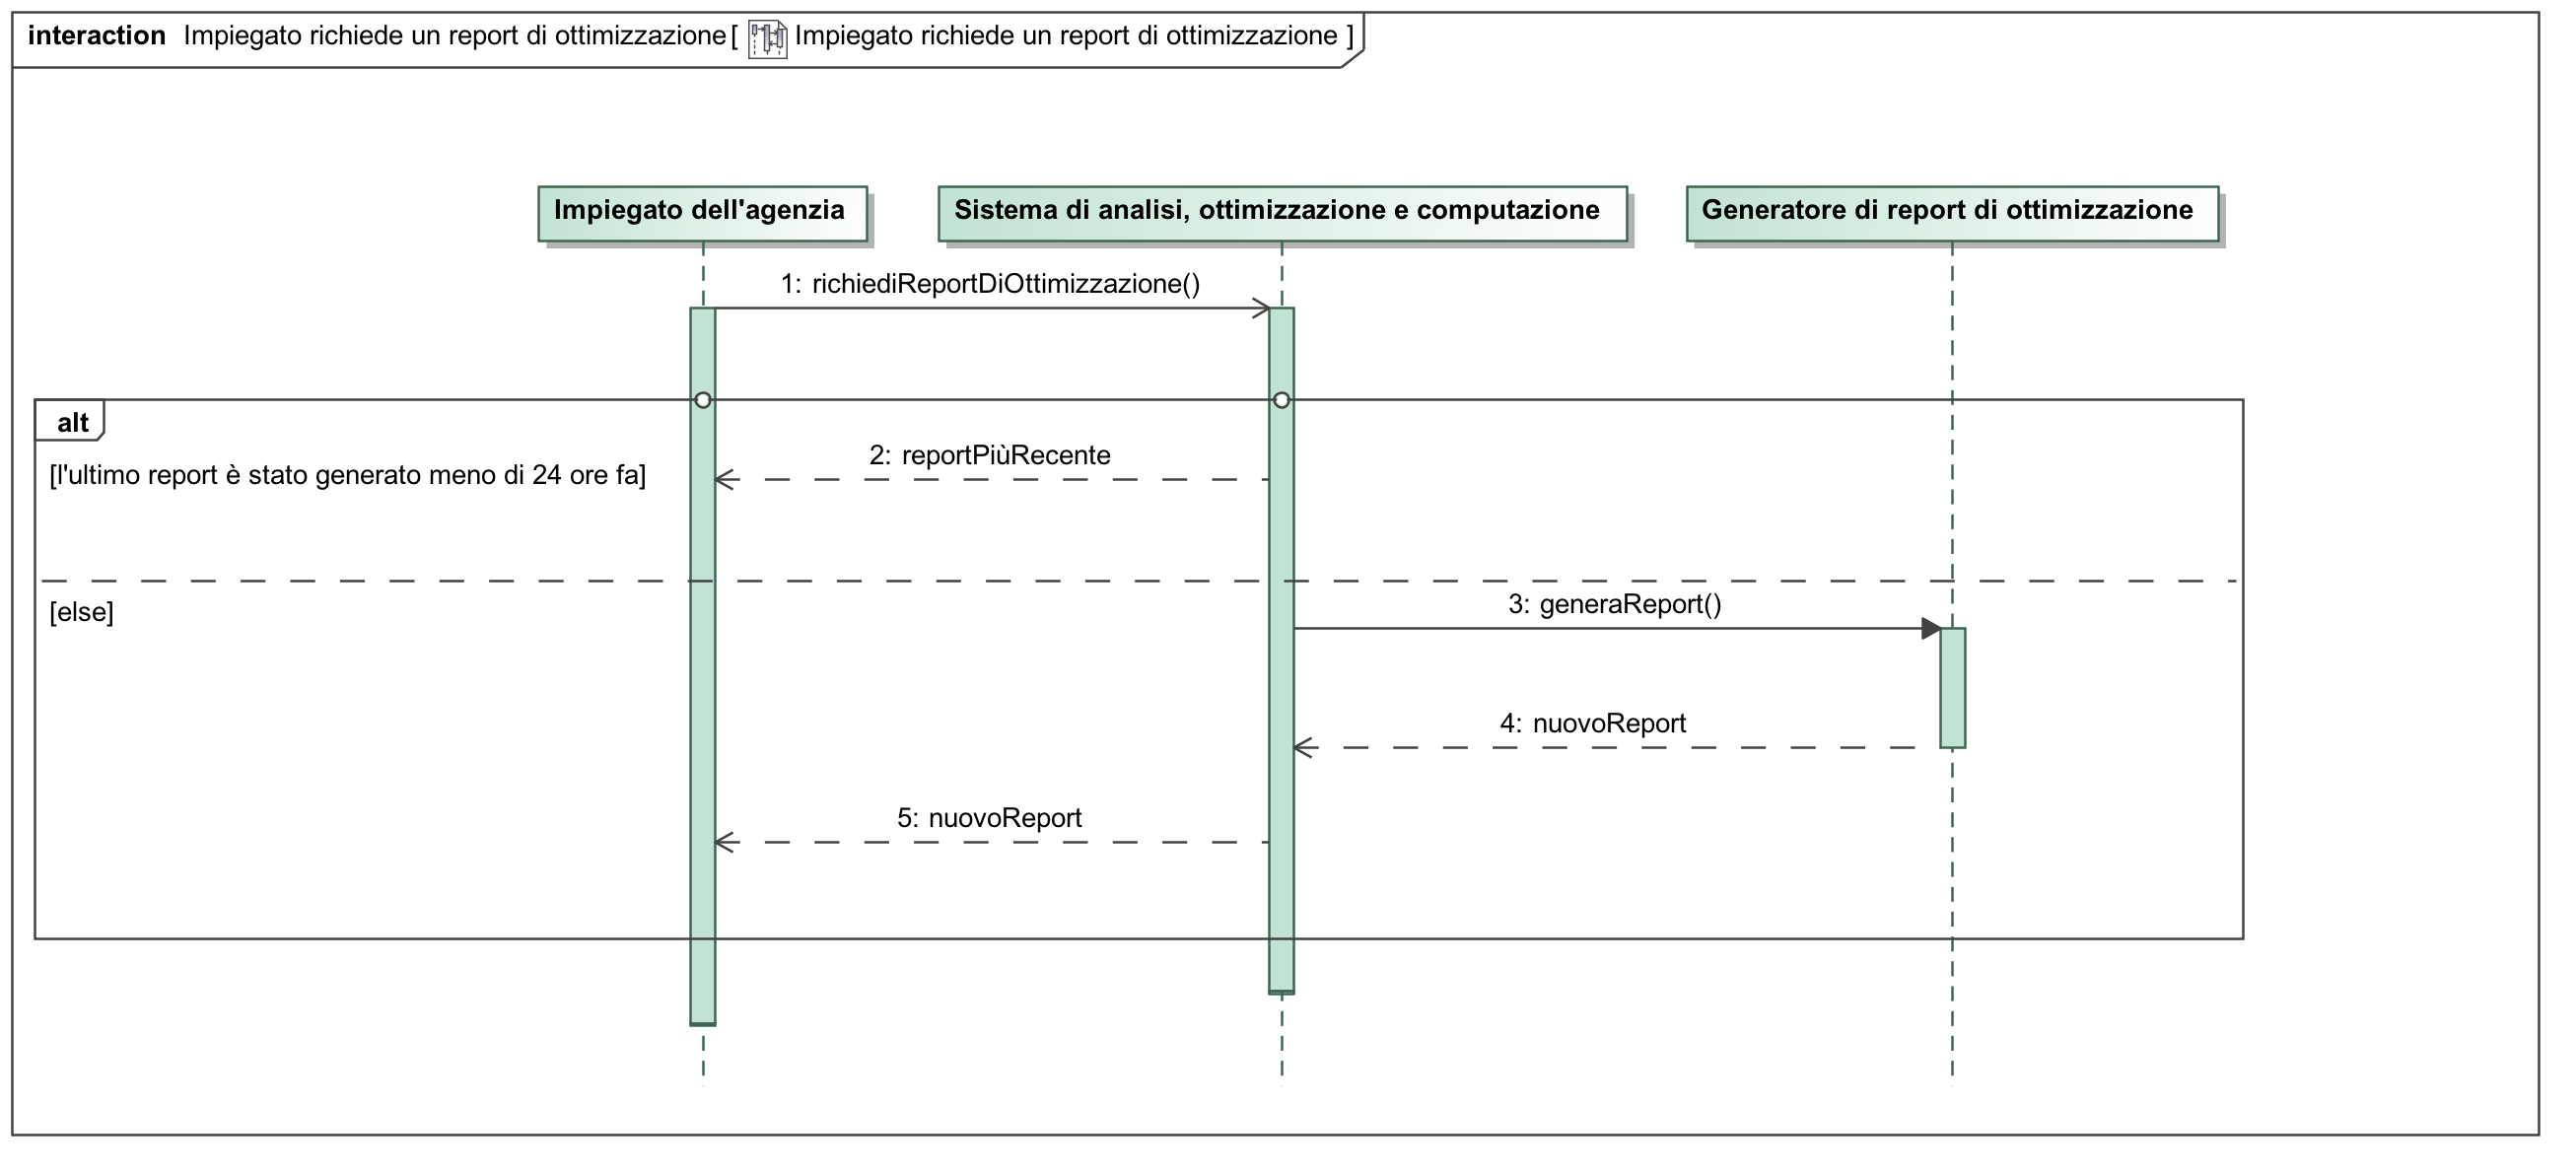 interaction Impiegato richiede un report di ottimizzazione[ Impiegato richiede un report di ottimizzazione ]
Impiegato dell'agenzia
Sistema di analisi, ottimizzazione e computazione
Generatore di report di ottimizzazione
1: richiediReportDiOttimizzazione()
alt
2: reportPiùRecente
[l'ultimo report è stato generato meno di 24 ore fa]
3: generaReport()
[else]
4: nuovoReport
5: nuovoReport